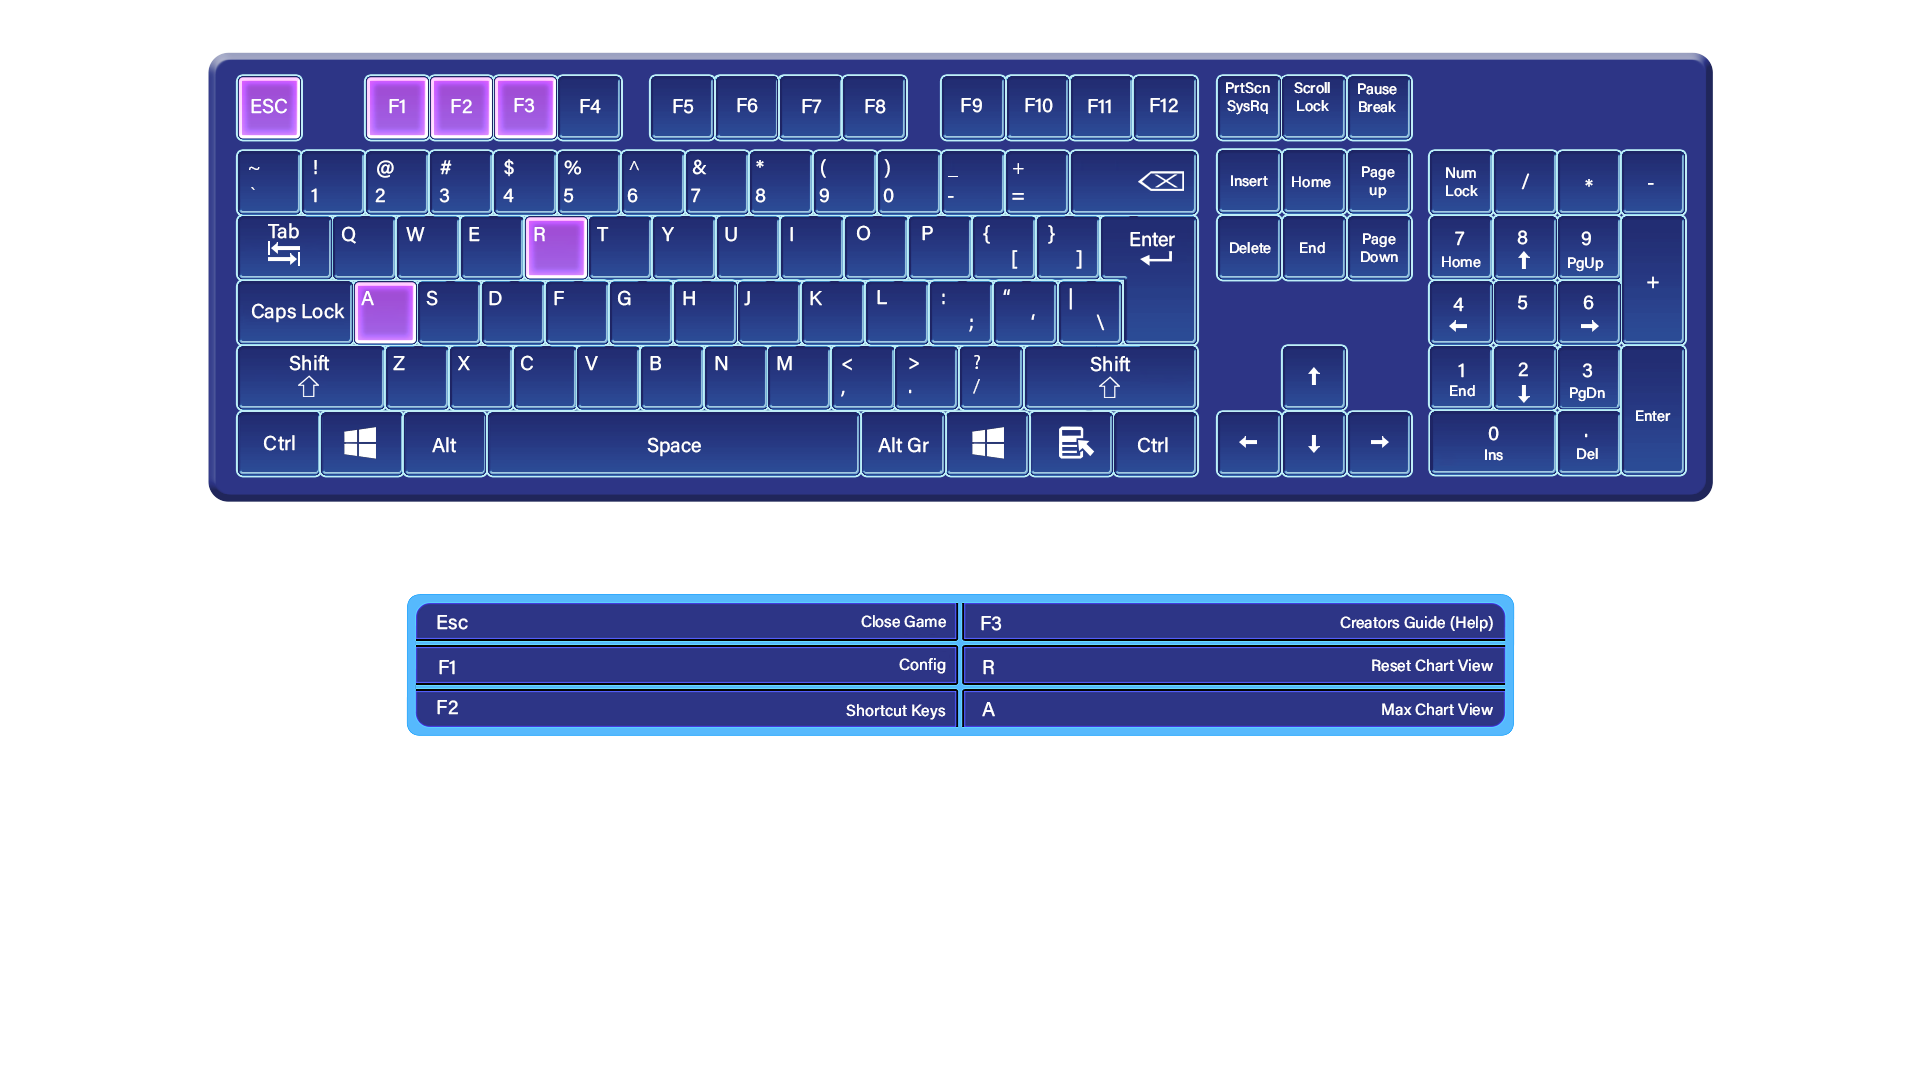 ESC F1 F2 F3 F4 F5 F6 F7 F8 F9 F10 F11 F12 PrtScn SysRq Scroll Lock Pause Break
~ ` ! 1 @ 2 # 3 $ 4 % 5 ^ 6 & 7 * 8 ( 9 ) 0 _ - + = Insert Home Page up Num Lock / * -
Tab Q W E R T Y U I O P { [ } ] Enter Delete End Page Down 7 Home 8 9 PgUp +
Caps Lock A S D F G H J K L : ; “ ‘ | \ 4 5 6
Shift Z X C V B N M < , > . ? / Shift 1 End 2 3 PgDn Enter
Ctrl Alt Space Alt Gr Ctrl 0 Ins . Del
Esc Close Game F3 Creators Guide (Help)
F1 Config R Reset Chart View
F2 Shortcut Keys A Max Chart View